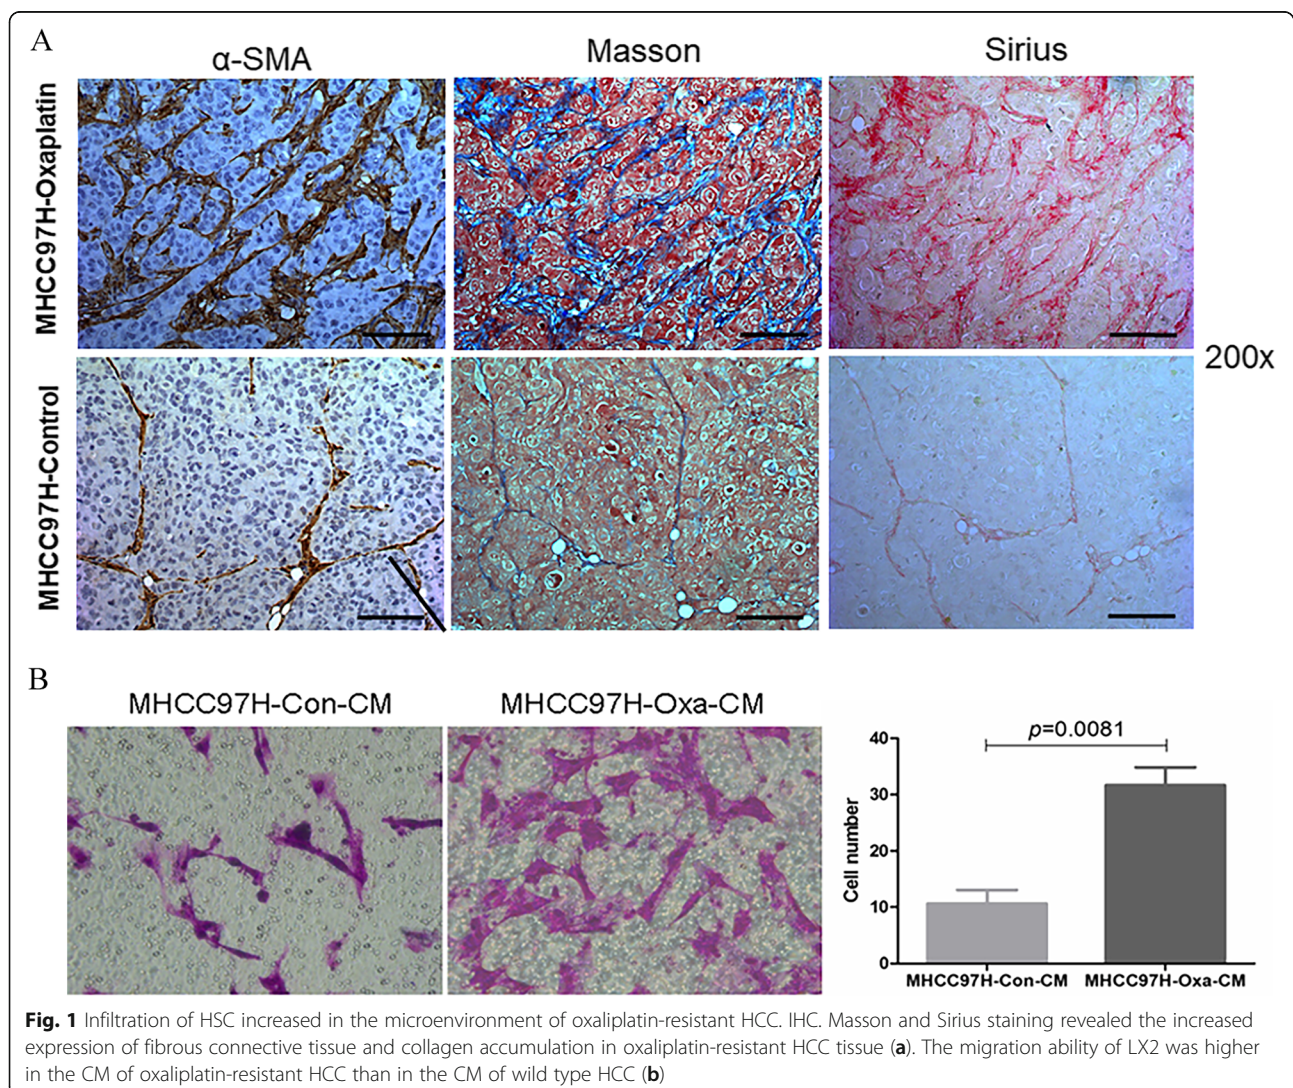 A
α-SMA
Masson
Sirius
MHCC97H-Oxaplatin
MHCC97H-Control
200x
B
MHCC97H-Con-CM
MHCC97H-Oxa-CM
p=0.0081
Cell number
40
30
20
10
0
MHCC97H-Con-CM
MHCC97H-Oxa-CM
Fig. 1 Infiltration of HSC increased in the microenvironment of oxaliplatin-resistant HCC. IHC. Masson and Sirius staining revealed the increased
expression of fibrous connective tissue and collagen accumulation in oxaliplatin-resistant HCC tissue (a). The migration ability of LX2 was higher
in the CM of oxaliplatin-resistant HCC than in the CM of wild type HCC (b)